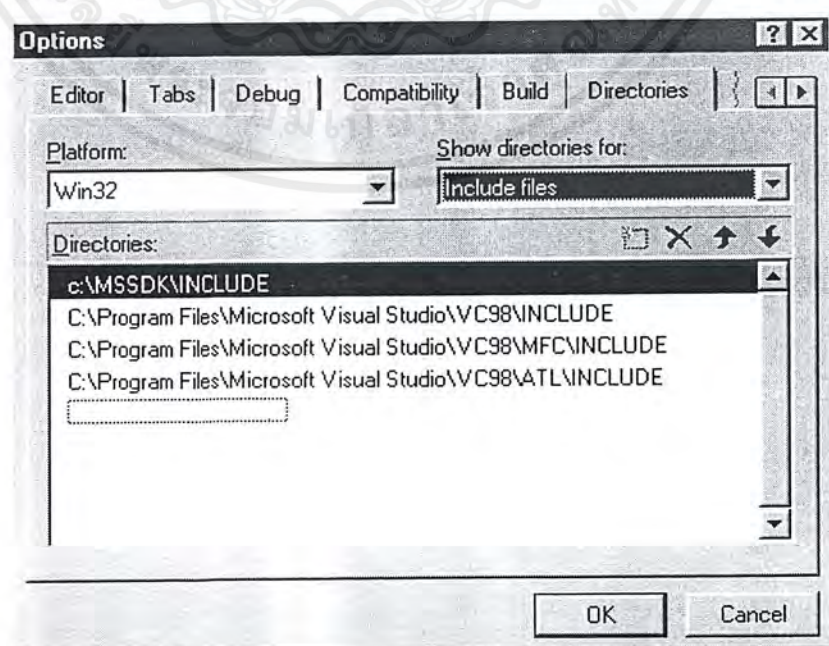 Options
Editor Tabs Debug Compatibility Build Directories
Platform: Show directories for:
Win32 Include files
Directories:
c:\MSSDK\INCLUDE
C:\Program Files\Microsoft Visual Studio\VC98\INCLUDE
C:\Program Files\Microsoft Visual Studio\VC98\MFC\INCLUDE
C:\Program Files\Microsoft Visual Studio\VC98\ATL\INCLUDE
OK Cancel